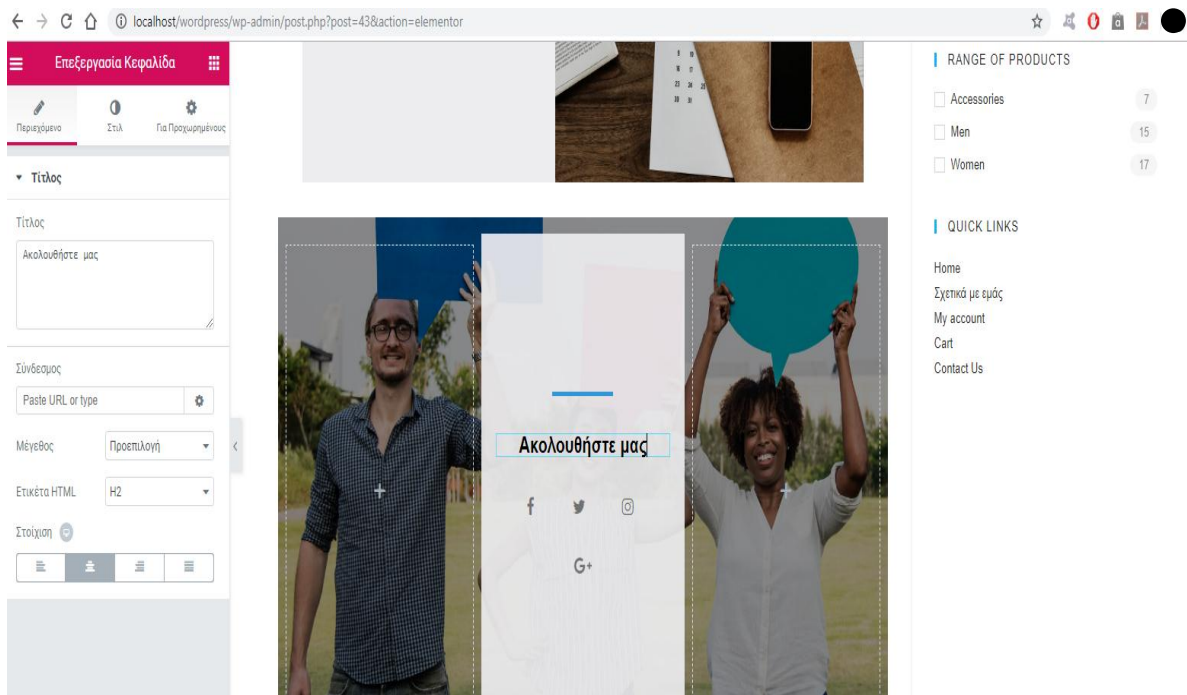 localhost/wordpress/wp-admin/post.php?post=43&action=elementor
Επεξεργασία Κεφαλίδα
Περιεχόμενο Στιλ Για Προχωρημένους
Τίτλος
Τίτλος
Ακολουθήστε μας
Σύνδεσμος
Paste URL or type
Μέγεθος Προεπιλογή
Ετικέτα HTML H2
Στοίχιση
Ακολουθήστε μας
G+
RANGE OF PRODUCTS
Accessories 7
Men 15
Women 17
QUICK LINKS
Home
Σχετικά με εμάς
My account
Cart
Contact Us